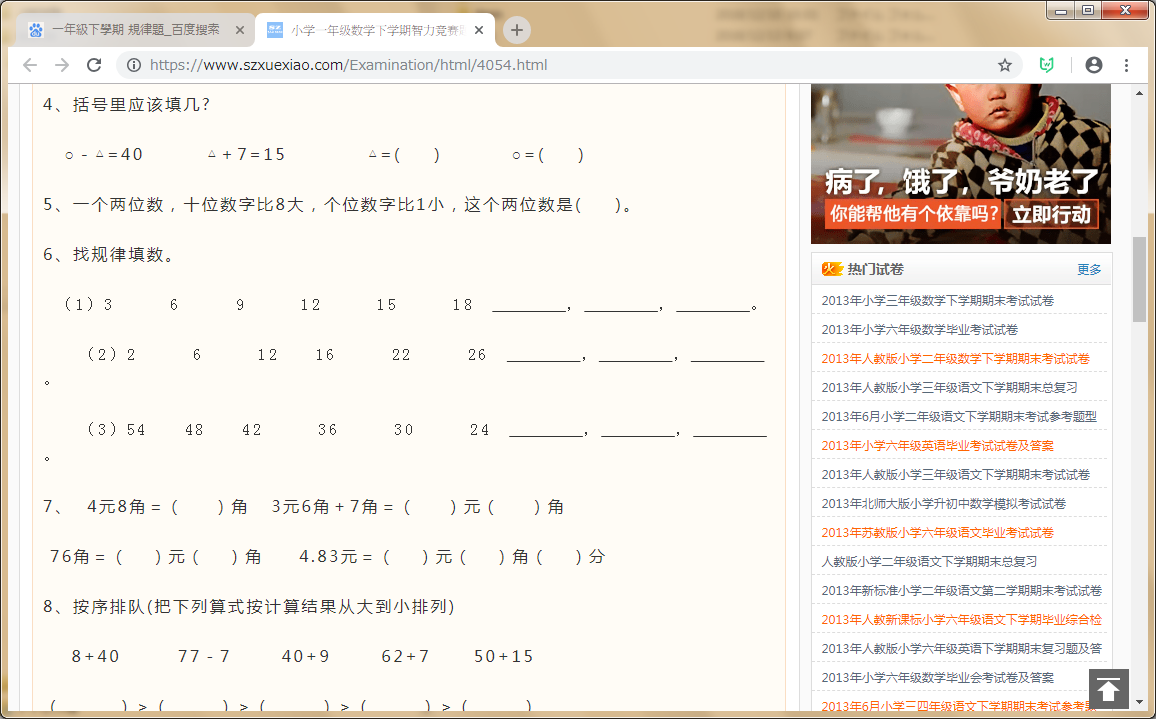 一年級下學期 規律題_百度搜索
小学一年级数学下学期智力竞赛
https://www.szxuexiao.com/Examination/html/4054.html
4、括号里应该填几?
○-△=40 △+7=15 △=( ) ○=( )
5、一个两位数，十位数字比8大，个位数字比1小，这个两位数是( )。
6、找规律填数。
（1）3 6 9 12 15 18 ________，________，________。
（2）2 6 12 16 22 26 ________，________，________
。
（3）54 48 42 36 30 24 ________，________，________
。
7、 4元8角＝（ ）角 3元6角＋7角＝（ ）元（ ）角
76角＝（ ）元（ ）角 4.83元＝（ ）元（ ）角（ ）分
8、按序排队(把下列算式按计算结果从大到小排列)
8+40 77-7 40+9 62+7 50+15
( )＞( )＞( )＞( )＞( )
病了，饿了，爷奶老了
你能帮他有个依靠吗? 立即行动
火 热门试卷 更多
2013年小学三年级数学下学期期末考试试卷
2013年小学六年级数学毕业考试试卷
2013年人教版小学二年级数学下学期期末考试试卷
2013年人教版小学三年级语文下学期期末总复习
2013年6月小学二年级语文下学期期末考试参考题型
2013年小学六年级英语毕业考试试卷及答案
2013年人教版小学三年级语文下学期期末考试试卷
2013年北师大版小学升初中数学模拟考试试卷
2013年苏教版小学六年级语文毕业考试试卷
人教版小学二年级语文下学期期末总复习
2013年新标准小学二年级语文第二学期期末考试试卷
2013年人教新课标小学六年级语文下学期毕业综合检
2013年人教版小学六年级英语下学期期末复习题及答
2013年小学六年级数学毕业会考试卷及答案
2013年6月小学三四年级语文下学期期末考试参考题